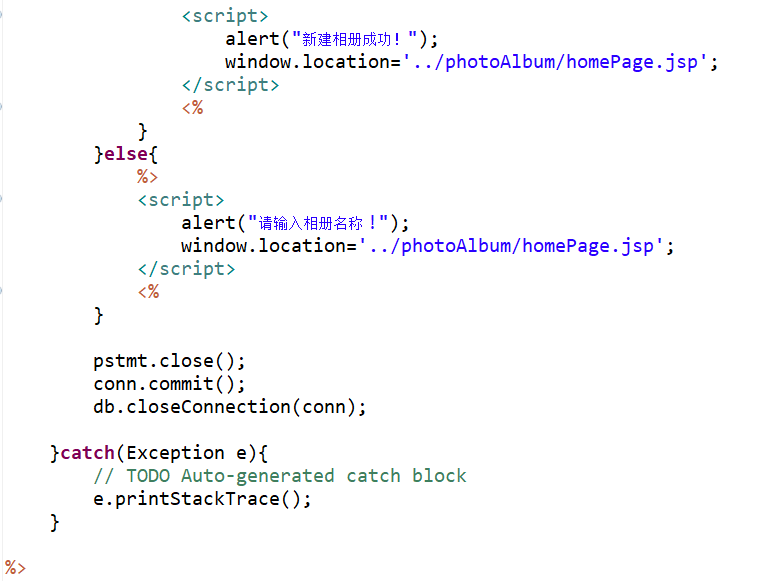 <script>
alert("新建相册成功！");
window.location='../photoAlbum/homePage.jsp';
</script>
<%
}
}else{
%>
<script>
alert("请输入相册名称！");
window.location='../photoAlbum/homePage.jsp';
</script>
<%
}
pstmt.close();
conn.commit();
db.closeConnection(conn);
}catch(Exception e){
// TODO Auto-generated catch block
e.printStackTrace();
}
%>